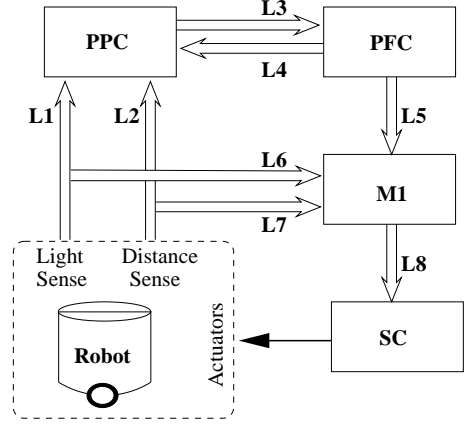 L3
PPC
PFC
L4
L1
L2
L5
L6
M1
L7
Light
Sense
Distance
Sense
L8
Actuators
Robot
SC